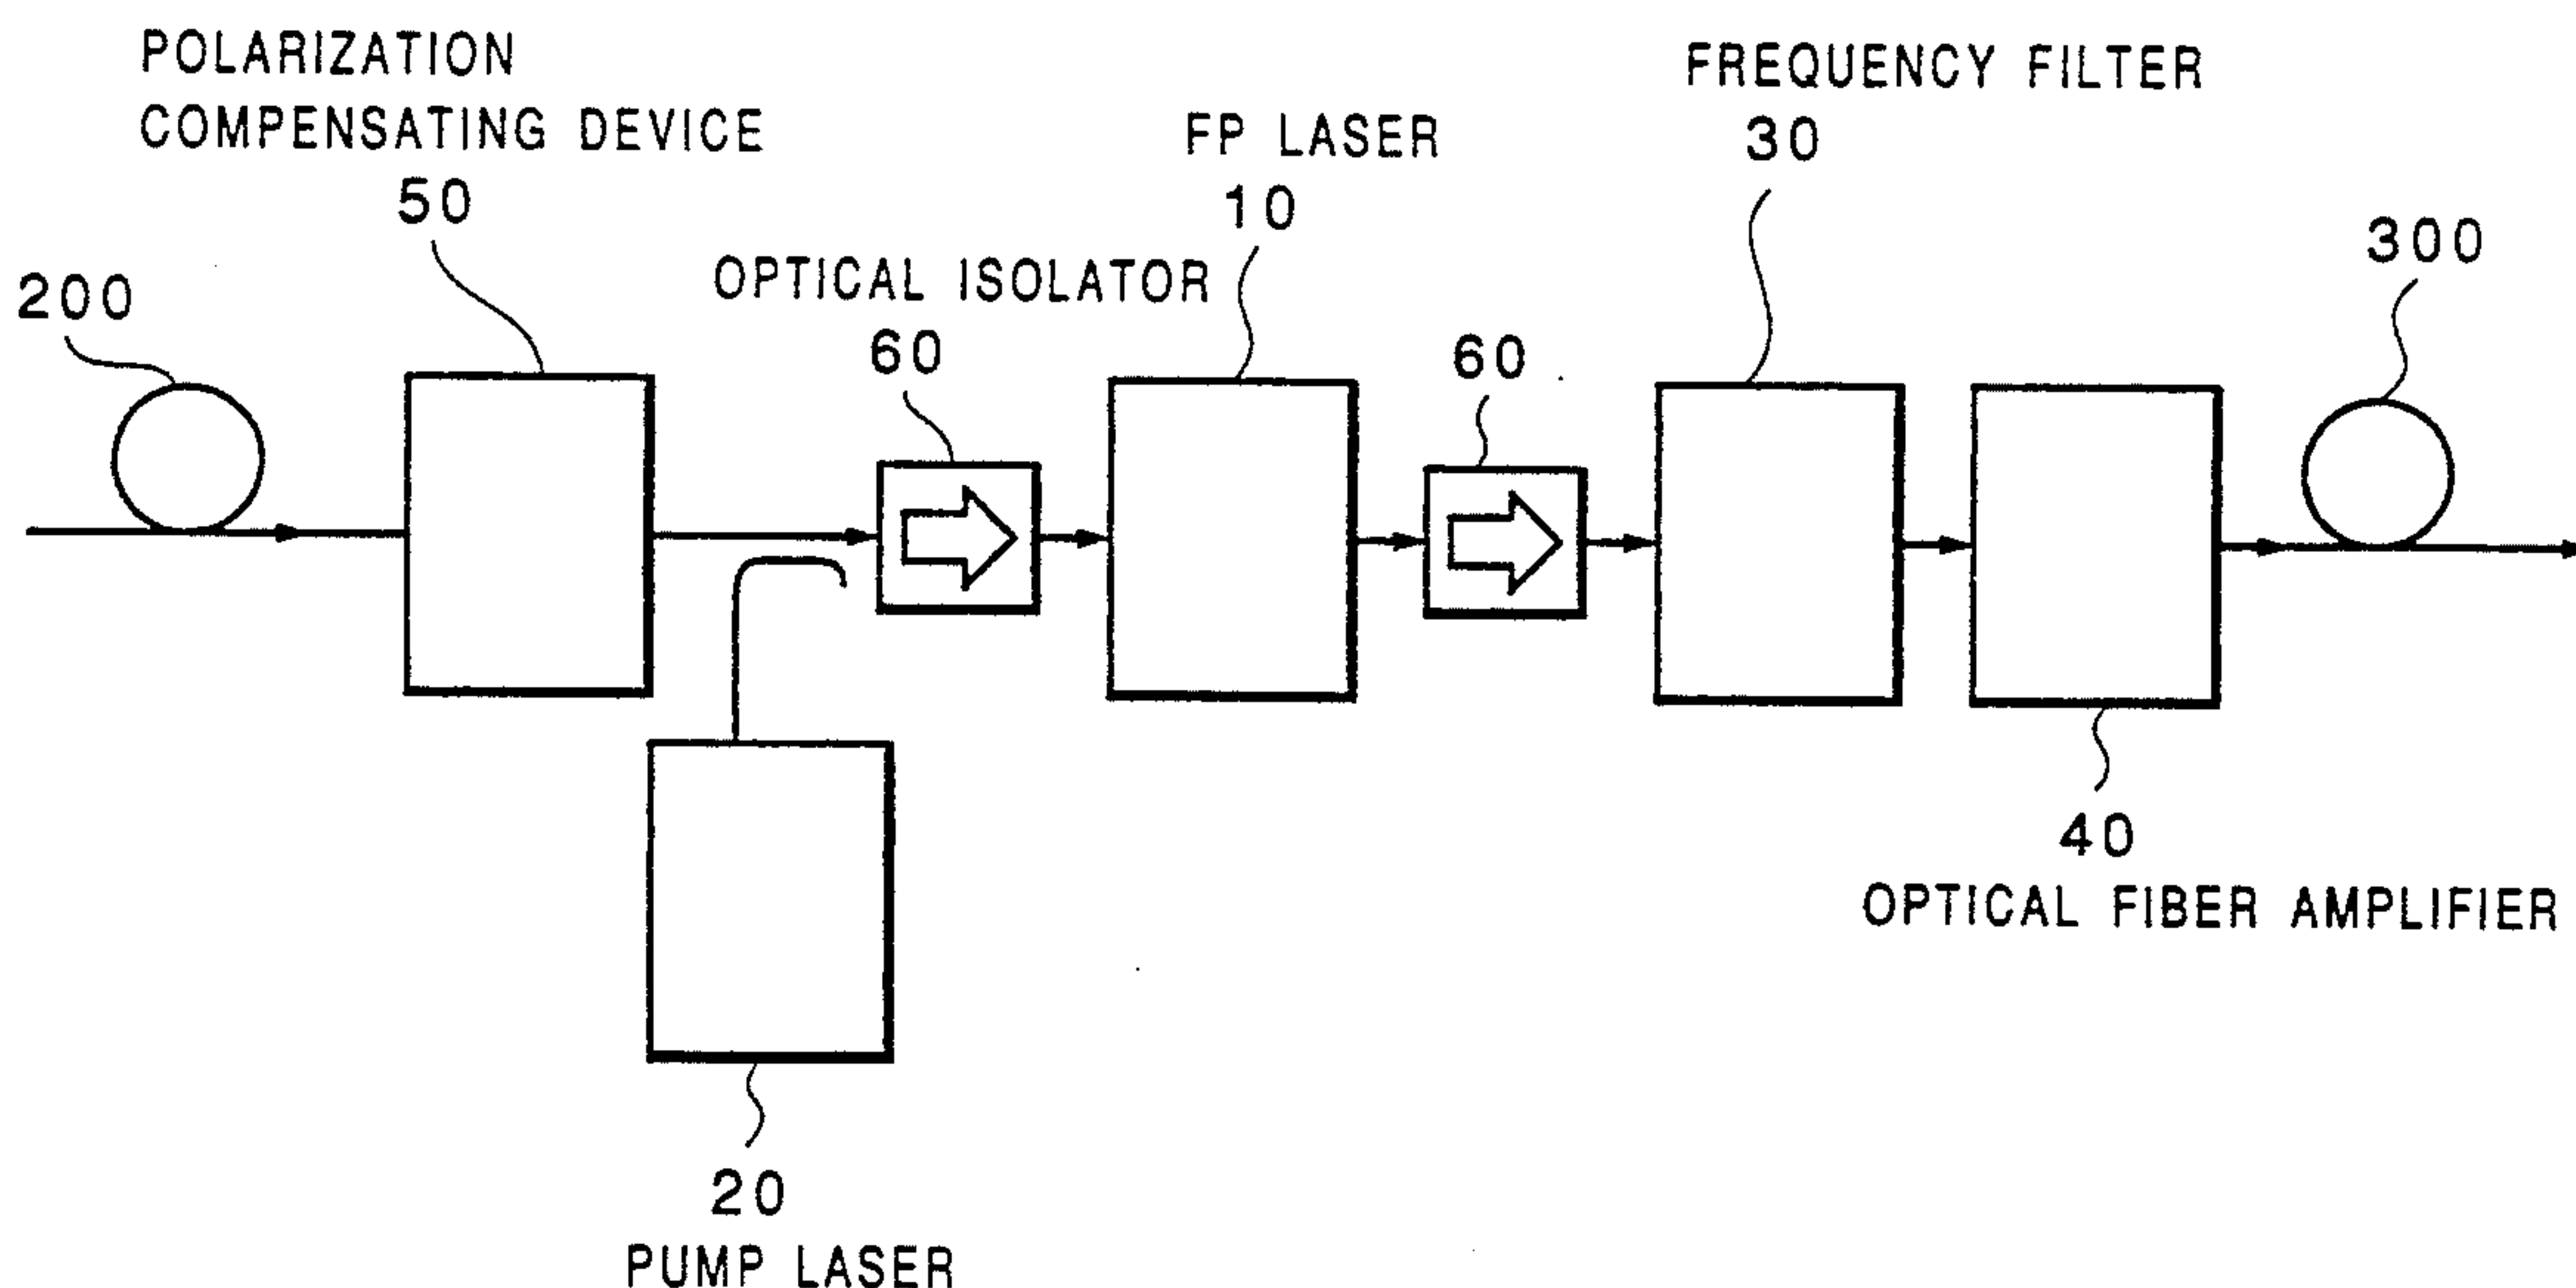 POLARIZATION
COMPENSATING DEVICE
50
200
OPTICAL ISOLATOR
60
FP LASER
10
60
FREQUENCY FILTER
30
300
40
OPTICAL FIBER AMPLIFIER
20
PUMP LASER